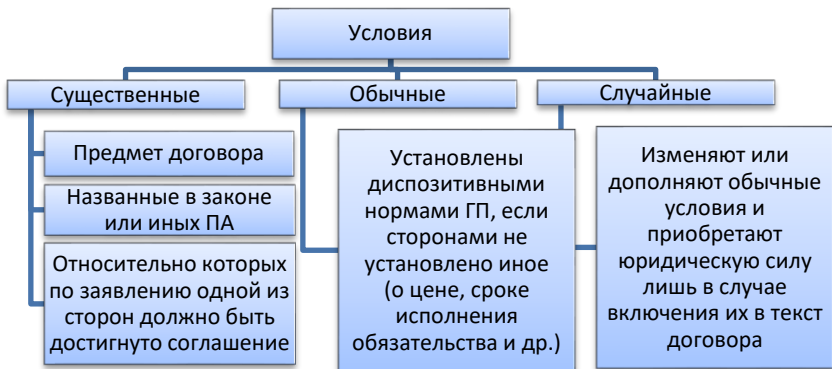 Условия
Существенные
Обычные
Случайные
Предмет договора
Названные в законе
или иных ПА
Относительно которых
по заявлению одной из
сторон должно быть
достигнуто соглашение
Установлены
диспозитивными
нормами ГП, если
сторонами не
установлено иное
(о цене, сроке
исполнения
обязательства и др.)
Изменяют или
дополняют обычные
условия и
приобретают
юридическую силу
лишь в случае
включения их в текст
договора